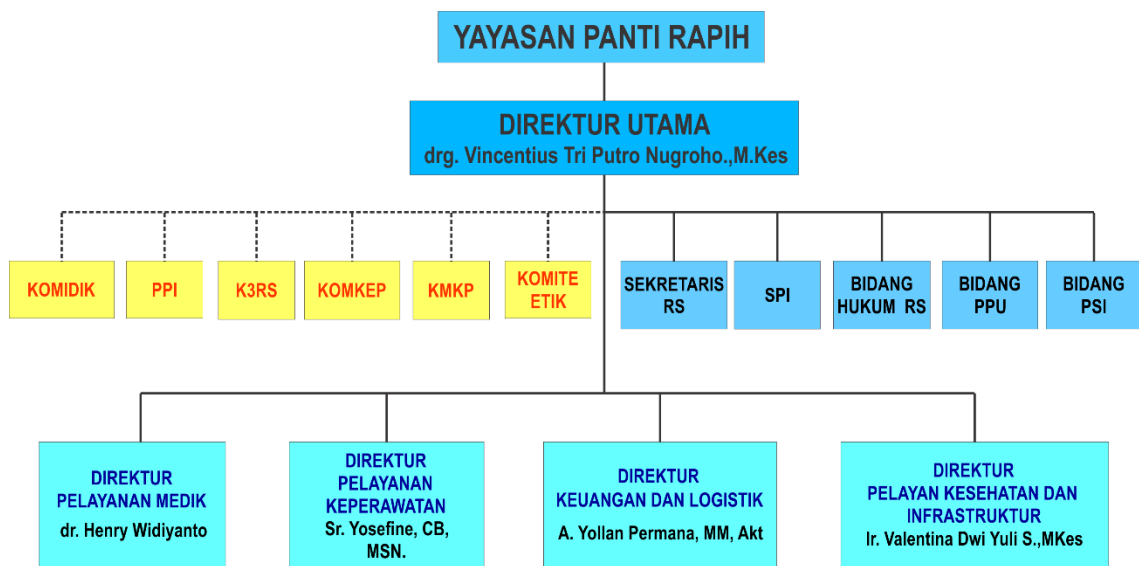 YAYASAN PANTI RAPIH
DIREKTUR UTAMA
drg. Vincentius Tri Putro Nugroho.,M.Kes
KOMIDIK
PPI
K3RS
KOMKEP
KMKP
KOMITE
ETIK
SEKRETARIS
RS
SPI
BIDANG
HUKUM RS
BIDANG
PPU
BIDANG
PSI
DIREKTUR
PELAYANAN MEDIK
dr. Henry Widiyanto
DIREKTUR
PELAYANAN
KEPERAWATAN
Sr. Yosefine, CB,
MSN.
DIREKTUR
KEUANGAN DAN LOGISTIK
A. Yollan Permana, MM, Akt
DIREKTUR
PELAYAN KESEHATAN DAN
INFRASTRUKTUR
Ir. Valentina Dwi Yuli S.,MKes